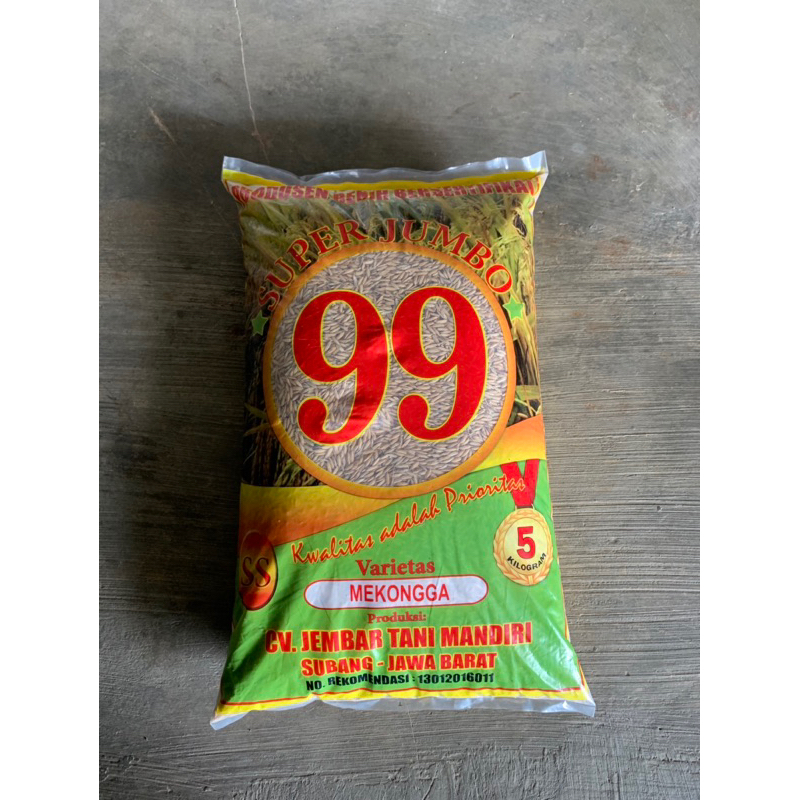 PRODUSEN BENIH BERSERTIFIKAT
SUPER JUMBO
99
Kwalitas adalah Prioritas
SS
5
KILOGRAM
Varietas
MEKONGGA
Produksi:
CV. JEMBAR TANI MANDIRI
SUBANG - JAWA BARAT
NO. REKOMENDASI : 13012016011